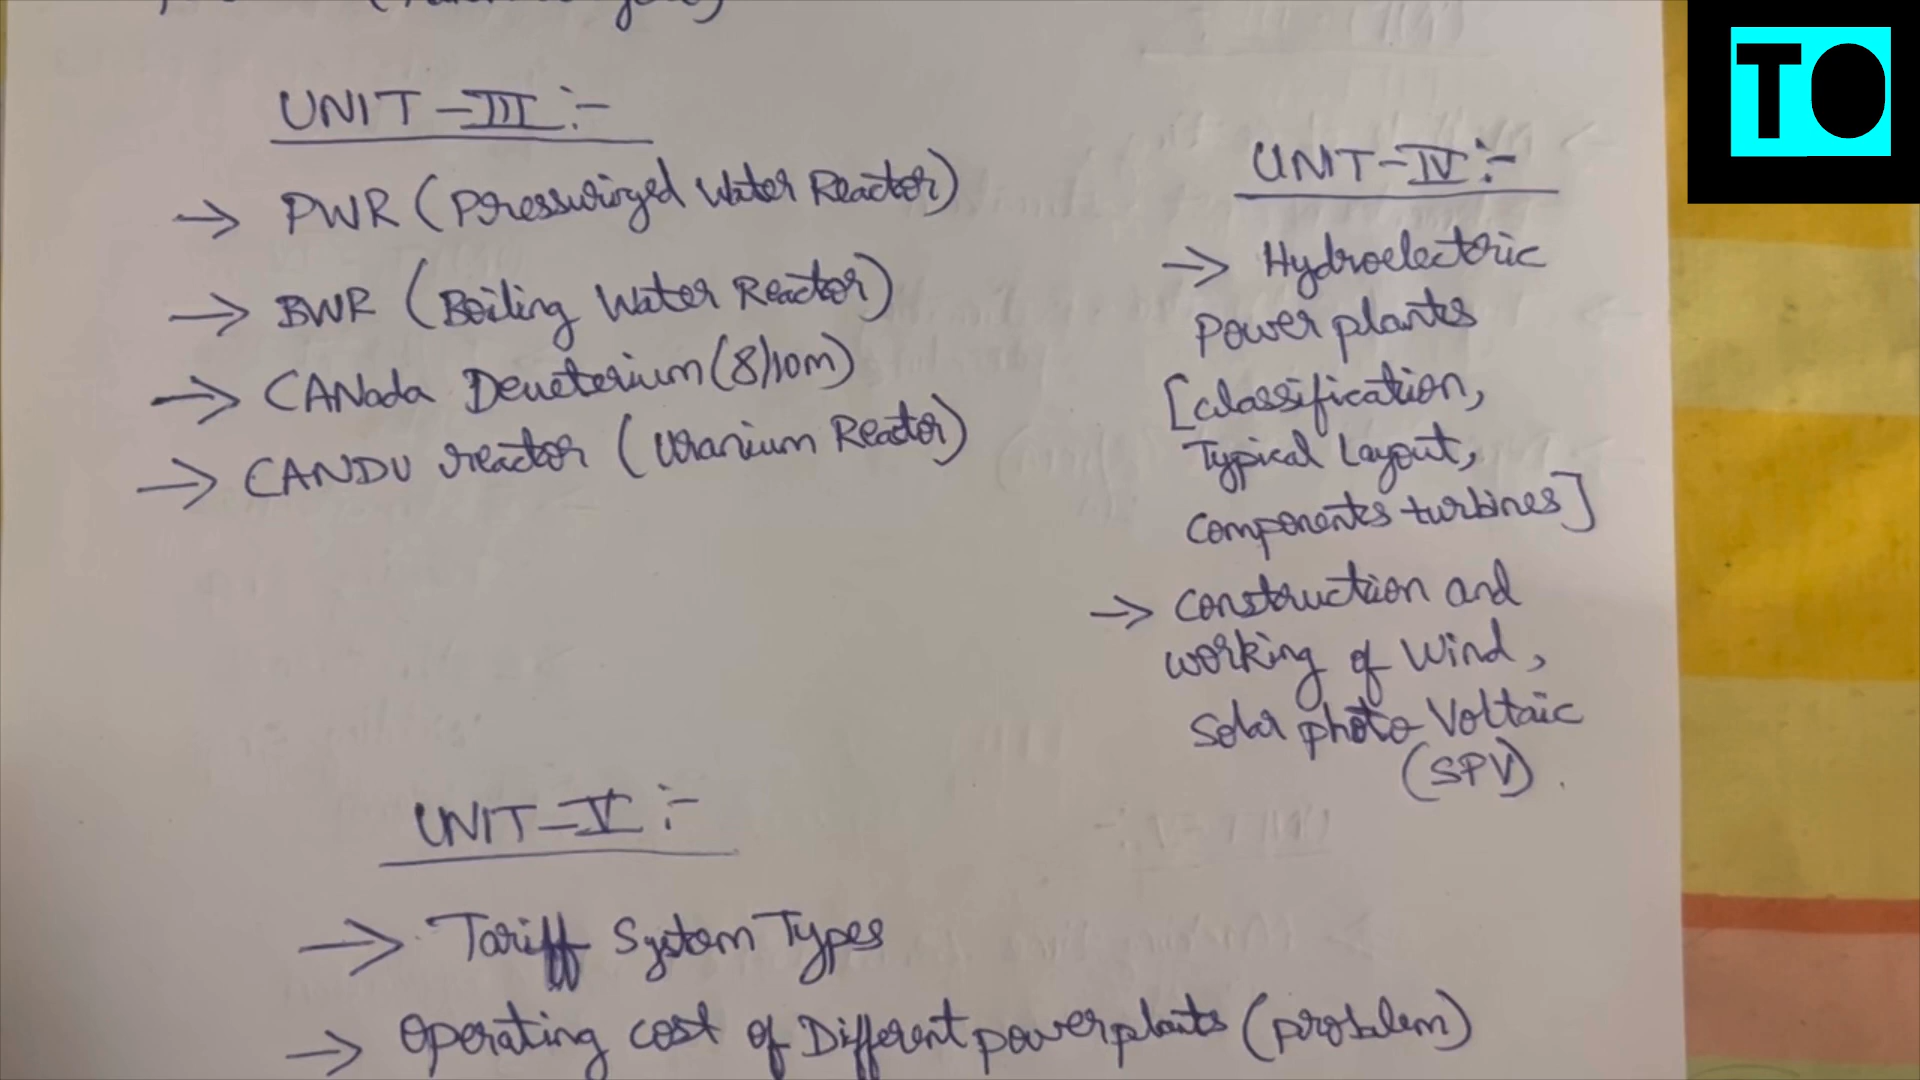 UNIT-III:-
→ PWR (Pressurized Water Reactor)
→ BWR (Boiling Water Reactor)
→ CANada Deueterium (8/10m)
→ CANDU reactor (Uranium Reactor)
UNIT-IV:-
→ Hydroelectric
Power plants
[classification,
Typical Layout,
Components turbines]
→ Construction and
working of Wind,
Solar photo Voltaic
(SPV).
UNIT-V:-
→ Tariff System Types
→ Operating cost of Different powerplants (problem)
TO